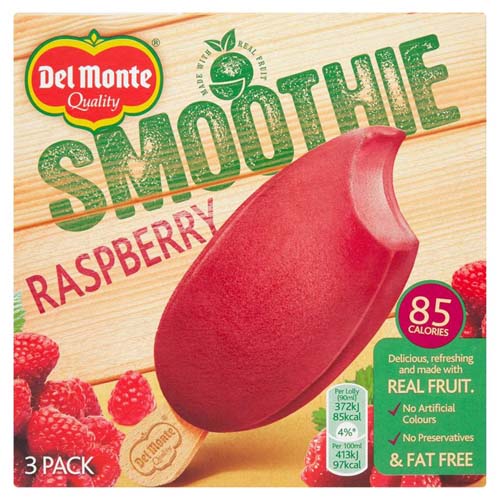 Del Monte
®
Quality
MADE WITH REAL FRUIT
SMOOTHIE
RASPBERRY
85
CALORIES
Delicious, refreshing
and made with
REAL FRUIT.
✓ No Artificial
Colours
✓ No Preservatives
& FAT FREE
Per Lolly
(90ml)
372kJ
85kcal
4%*
Per 100ml
413kJ
97kcal
Del Monte
Quality
3 PACK